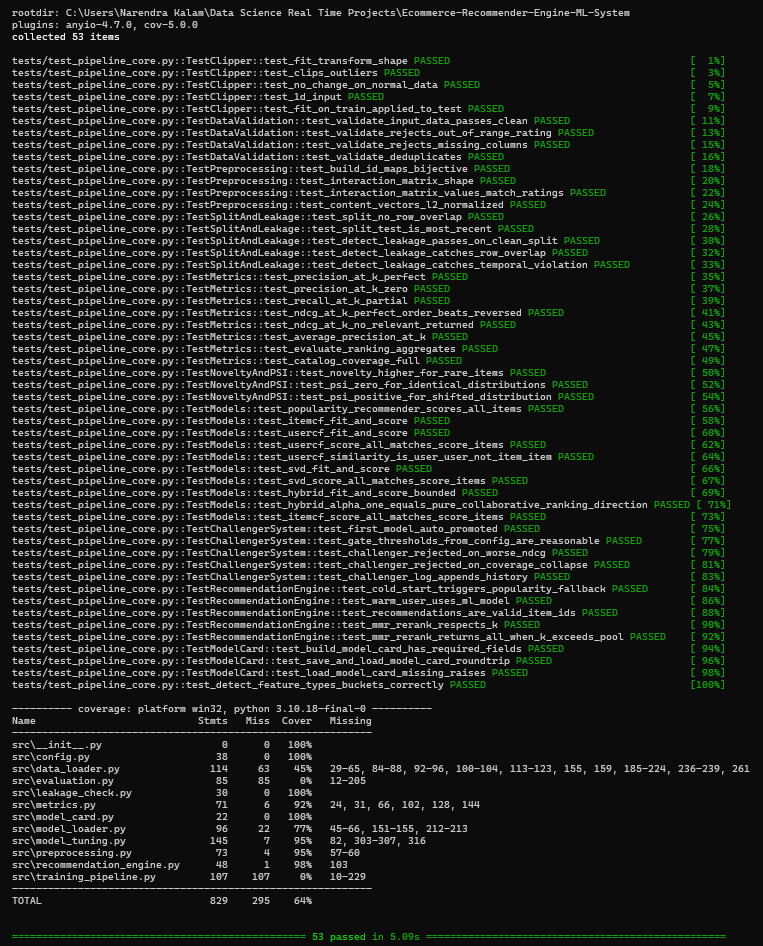 rootdir: C:\Users\Narendra Kalam\Data Science Real Time Projects\Ecommerce-Recommender-Engine-ML-System
plugins: anyio-4.7.0, cov-5.0.0
collected 53 items
tests/test_pipeline_core.py::TestClipper::test_fit_transform_shape PASSED [  1%]
tests/test_pipeline_core.py::TestClipper::test_clips_outliers PASSED [  3%]
tests/test_pipeline_core.py::TestClipper::test_no_change_on_normal_data PASSED [  5%]
tests/test_pipeline_core.py::TestClipper::test_1d_input PASSED [  7%]
tests/test_pipeline_core.py::TestClipper::test_fit_on_train_applied_to_test PASSED [  9%]
tests/test_pipeline_core.py::TestDataValidation::test_validate_input_data_passes_clean PASSED [ 11%]
tests/test_pipeline_core.py::TestDataValidation::test_validate_rejects_out_of_range_rating PASSED [ 13%]
tests/test_pipeline_core.py::TestDataValidation::test_validate_rejects_missing_columns PASSED [ 15%]
tests/test_pipeline_core.py::TestDataValidation::test_validate_deduplicates PASSED [ 16%]
tests/test_pipeline_core.py::TestPreprocessing::test_build_id_maps_bijective PASSED [ 18%]
tests/test_pipeline_core.py::TestPreprocessing::test_interaction_matrix_shape PASSED [ 20%]
tests/test_pipeline_core.py::TestPreprocessing::test_interaction_matrix_values_match_ratings PASSED [ 22%]
tests/test_pipeline_core.py::TestPreprocessing::test_content_vectors_l2_normalized PASSED [ 24%]
tests/test_pipeline_core.py::TestSplitAndLeakage::test_split_no_row_overlap PASSED [ 26%]
tests/test_pipeline_core.py::TestSplitAndLeakage::test_split_test_is_most_recent PASSED [ 28%]
tests/test_pipeline_core.py::TestSplitAndLeakage::test_detect_leakage_passes_on_clean_split PASSED [ 30%]
tests/test_pipeline_core.py::TestSplitAndLeakage::test_detect_leakage_catches_row_overlap PASSED [ 32%]
tests/test_pipeline_core.py::TestSplitAndLeakage::test_detect_leakage_catches_temporal_violation PASSED [ 33%]
tests/test_pipeline_core.py::TestMetrics::test_precision_at_k_perfect PASSED [ 35%]
tests/test_pipeline_core.py::TestMetrics::test_precision_at_k_zero PASSED [ 37%]
tests/test_pipeline_core.py::TestMetrics::test_recall_at_k_partial PASSED [ 39%]
tests/test_pipeline_core.py::TestMetrics::test_ndcg_at_k_perfect_order_beats_reversed PASSED [ 41%]
tests/test_pipeline_core.py::TestMetrics::test_ndcg_at_k_no_relevant_returned PASSED [ 43%]
tests/test_pipeline_core.py::TestMetrics::test_average_precision_at_k PASSED [ 45%]
tests/test_pipeline_core.py::TestMetrics::test_evaluate_ranking_aggregates PASSED [ 47%]
tests/test_pipeline_core.py::TestMetrics::test_catalog_coverage_full PASSED [ 49%]
tests/test_pipeline_core.py::TestNoveltyAndPSI::test_novelty_higher_for_rare_items PASSED [ 50%]
tests/test_pipeline_core.py::TestNoveltyAndPSI::test_psi_zero_for_identical_distributions PASSED [ 52%]
tests/test_pipeline_core.py::TestNoveltyAndPSI::test_psi_positive_for_shifted_distribution PASSED [ 54%]
tests/test_pipeline_core.py::TestModels::test_popularity_recommender_scores_all_items PASSED [ 56%]
tests/test_pipeline_core.py::TestModels::test_itemcf_fit_and_score PASSED [ 58%]
tests/test_pipeline_core.py::TestModels::test_usercf_fit_and_score PASSED [ 60%]
tests/test_pipeline_core.py::TestModels::test_usercf_score_all_matches_score_items PASSED [ 62%]
tests/test_pipeline_core.py::TestModels::test_usercf_similarity_is_user_user_not_item_item PASSED [ 64%]
tests/test_pipeline_core.py::TestModels::test_svd_fit_and_score PASSED [ 66%]
tests/test_pipeline_core.py::TestModels::test_svd_score_all_matches_score_items PASSED [ 67%]
tests/test_pipeline_core.py::TestModels::test_hybrid_fit_and_score_bounded PASSED [ 69%]
tests/test_pipeline_core.py::TestModels::test_hybrid_alpha_one_equals_pure_collaborative_ranking_direction PASSED [ 71%]
tests/test_pipeline_core.py::TestModels::test_itemcf_score_all_matches_score_items PASSED [ 73%]
tests/test_pipeline_core.py::TestChallengerSystem::test_first_model_auto_promoted PASSED [ 75%]
tests/test_pipeline_core.py::TestChallengerSystem::test_gate_thresholds_from_config_are_reasonable PASSED [ 77%]
tests/test_pipeline_core.py::TestChallengerSystem::test_challenger_rejected_on_worse_ndcg PASSED [ 79%]
tests/test_pipeline_core.py::TestChallengerSystem::test_challenger_rejected_on_coverage_collapse PASSED [ 81%]
tests/test_pipeline_core.py::TestChallengerSystem::test_challenger_log_appends_history PASSED [ 83%]
tests/test_pipeline_core.py::TestRecommendationEngine::test_cold_start_triggers_popularity_fallback PASSED [ 84%]
tests/test_pipeline_core.py::TestRecommendationEngine::test_warm_user_uses_ml_model PASSED [ 86%]
tests/test_pipeline_core.py::TestRecommendationEngine::test_recommendations_are_valid_item_ids PASSED [ 88%]
tests/test_pipeline_core.py::TestRecommendationEngine::test_mmr_rerank_respects_k PASSED [ 90%]
tests/test_pipeline_core.py::TestRecommendationEngine::test_mmr_rerank_returns_all_when_k_exceeds_pool PASSED [ 92%]
tests/test_pipeline_core.py::TestModelCard::test_build_model_card_has_required_fields PASSED [ 94%]
tests/test_pipeline_core.py::TestModelCard::test_save_and_load_model_card_roundtrip PASSED [ 96%]
tests/test_pipeline_core.py::TestModelCard::test_load_model_card_missing_raises PASSED [ 98%]
tests/test_pipeline_core.py::test_detect_feature_types_buckets_correctly PASSED [100%]
---------- coverage: platform win32, python 3.10.18-final-0 ----------
Name Stmts Miss Cover Missing
------------------------------------------------------------
src\__init__.py 0 0 100%
src\config.py 38 0 100%
src\data_loader.py 114 63 45% 29-65, 84-88, 92-96, 100-104, 113-123, 155, 159, 185-224, 236-239, 261
src\evaluation.py 85 85 0% 12-205
src\leakage_check.py 30 0 100%
src\metrics.py 71 6 92% 24, 31, 66, 102, 128, 144
src\model_card.py 22 0 100%
src\model_loader.py 96 22 77% 45-66, 151-155, 212-213
src\model_tuning.py 145 7 95% 82, 303-307, 316
src\preprocessing.py 73 4 95% 57-60
src\recommendation_engine.py 48 1 98% 103
src\training_pipeline.py 107 107 0% 10-229
------------------------------------------------------------
TOTAL 829 295 64%
================================================= 53 passed in 5.09s ==================================================